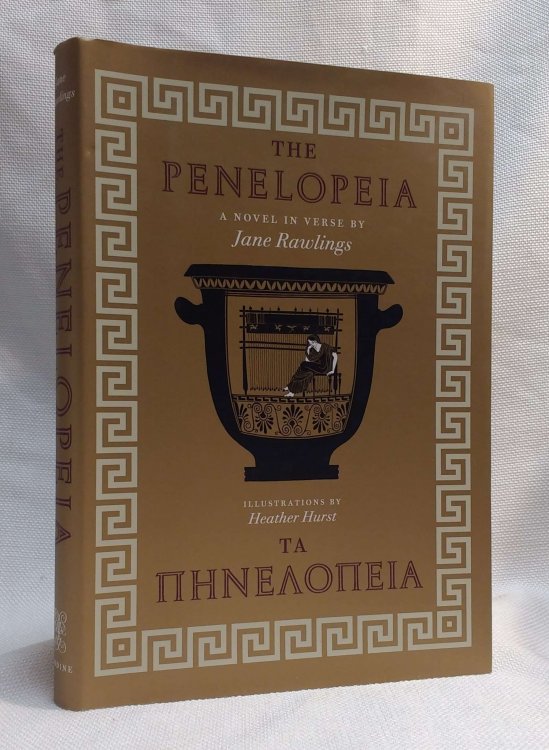 THE
PENELOPEIA
A NOVEL IN VERSE BY
Jane Rawlings
ILLUSTRATIONS BY
Heather Hurst
ΤΑ
ΠΗΝΕΛΟΠΕΙΑ
Jane
Rawlings
THE PENELOPEIA